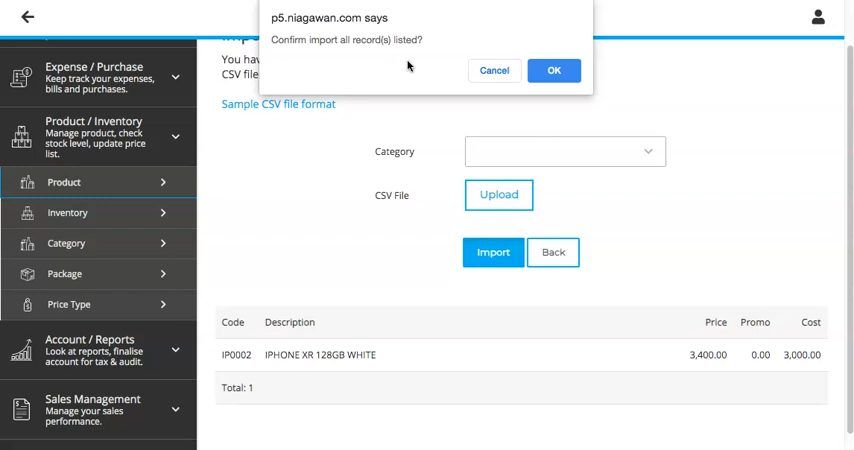 p5.niagawan.com says
Confirm import all record(s) listed?
Cancel
OK
Expense / Purchase
Keep track your expenses,
bills and purchases.
Product / Inventory
Manage product, check
stock level, update price
list.
Product
Inventory
Category
Package
Price Type
Account / Reports
Look at reports, finalise
account for tax & audit.
Sales Management
Manage your sales
performance.
You hav
CSV file
Sample CSV file format
Category
CSV File
Upload
Import
Back
Code Description Price Promo Cost
IP0002 IPHONE XR 128GB WHITE 3,400.00 0.00 3,000.00
Total: 1